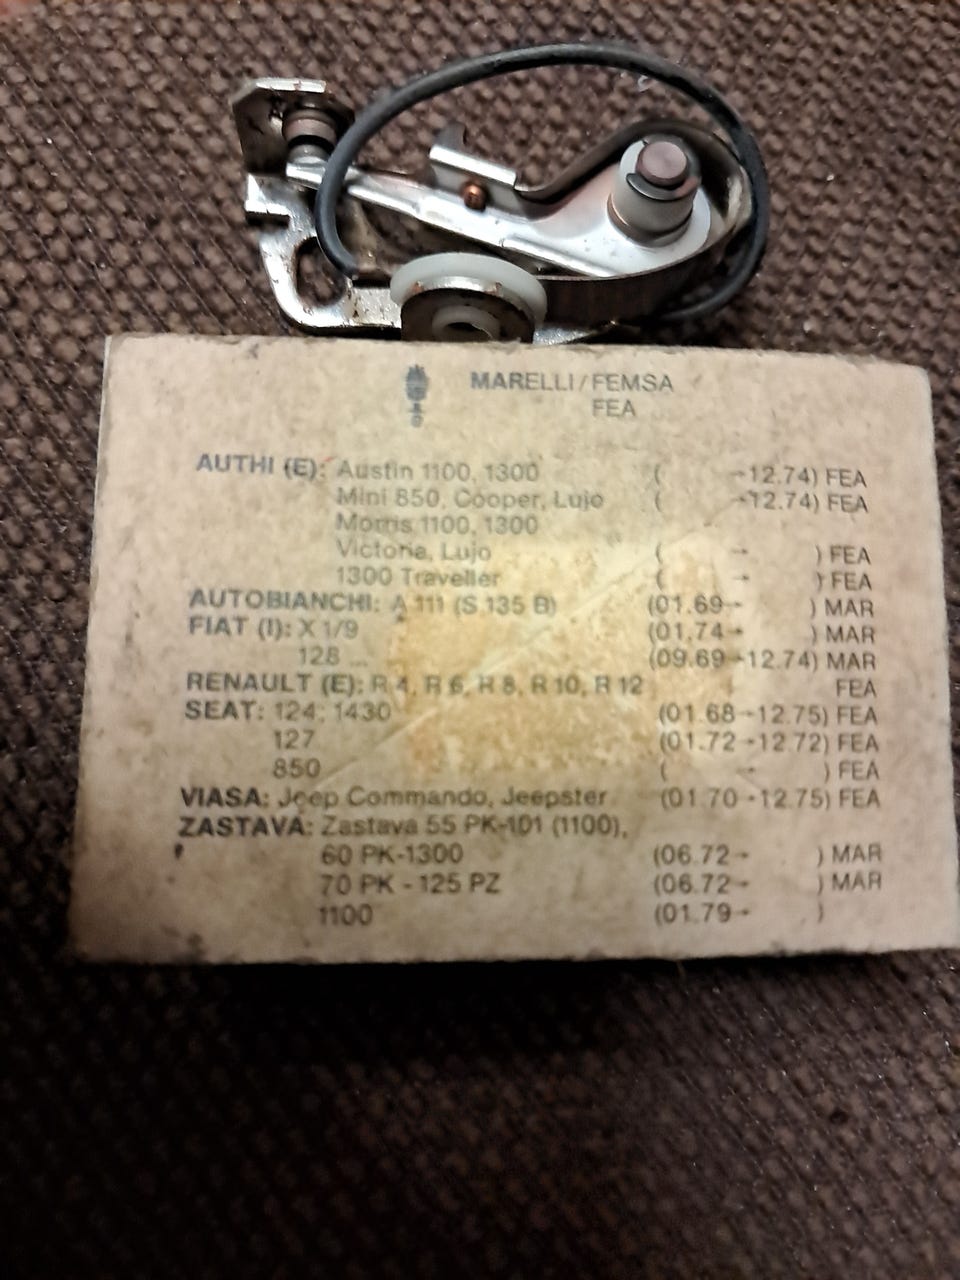 MARELLI/FEMSA
FEA
AUTHI (E): Austin 1100, 1300 ( →12.74) FEA
Mini 850, Cooper, Lujo ( →12.74) FEA
Morris 1100, 1300
Victoria, Lujo ( → ) FEA
1300 Traveller ( → ) FEA
AUTOBIANCHI: A 111 (S 135 B) (01.69→ ) MAR
FIAT (I): X 1/9 (01.74→ ) MAR
128 ... (09.69→12.74) MAR
RENAULT (E): R 4, R 6, R 8, R 10, R 12 FEA
SEAT: 124; 1430 (01.68→12.75) FEA
127 (01.72→12.72) FEA
850 ( → ) FEA
VIASA: Jeep Commando, Jeepster (01.70→12.75) FEA
ZASTAVA: Zastava 55 PK-101 (1100),
60 PK-1300 (06.72→ ) MAR
70 PK - 125 PZ (06.72→ ) MAR
1100 (01.79→ )